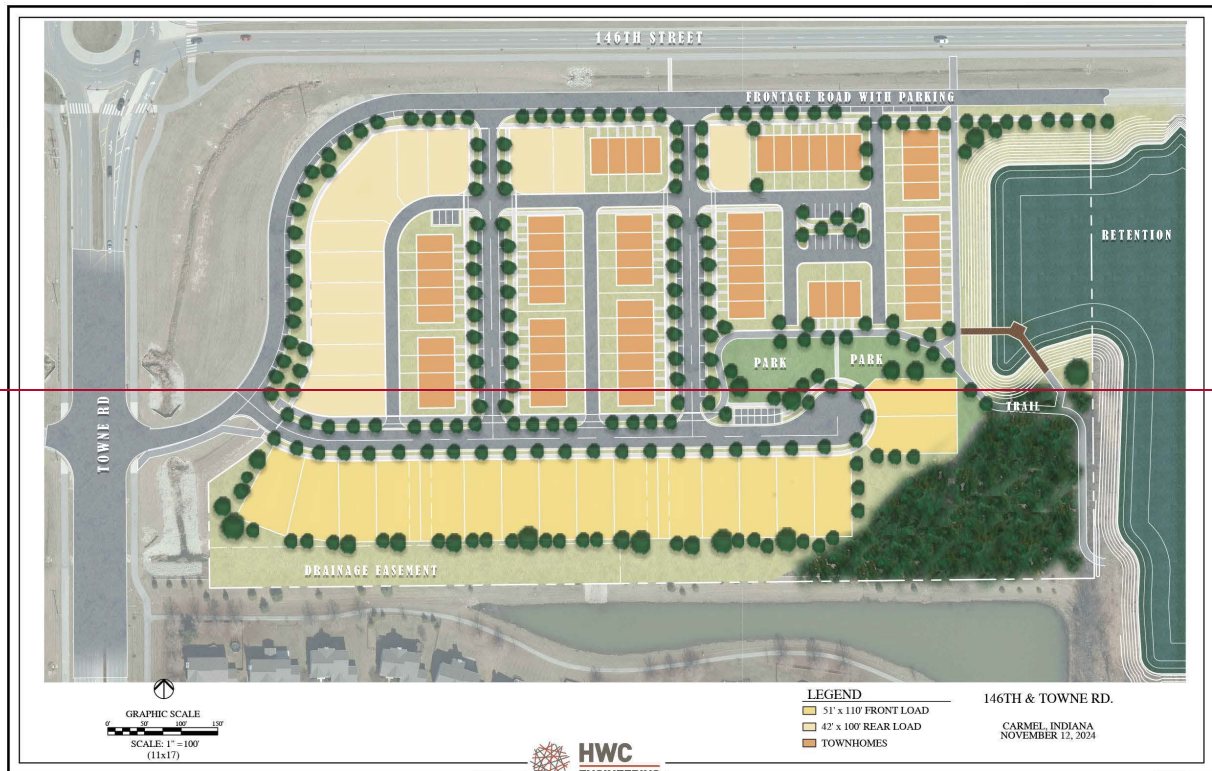 146TH STREET
FRONTAGE ROAD WITH PARKING
RETENTION
PARK
PARK
TRAIL
TOWNE RD
DRAINAGE EASEMENT
GRAPHIC SCALE
0' 50' 100' 150'
SCALE: 1" = 100'
(11x17)
LEGEND
51' x 110' FRONT LOAD
42' x 100' REAR LOAD
TOWNHOMES
146TH & TOWNE RD.
CARMEL, INDIANA
NOVEMBER 12, 2024
HWC
ENGINEERING